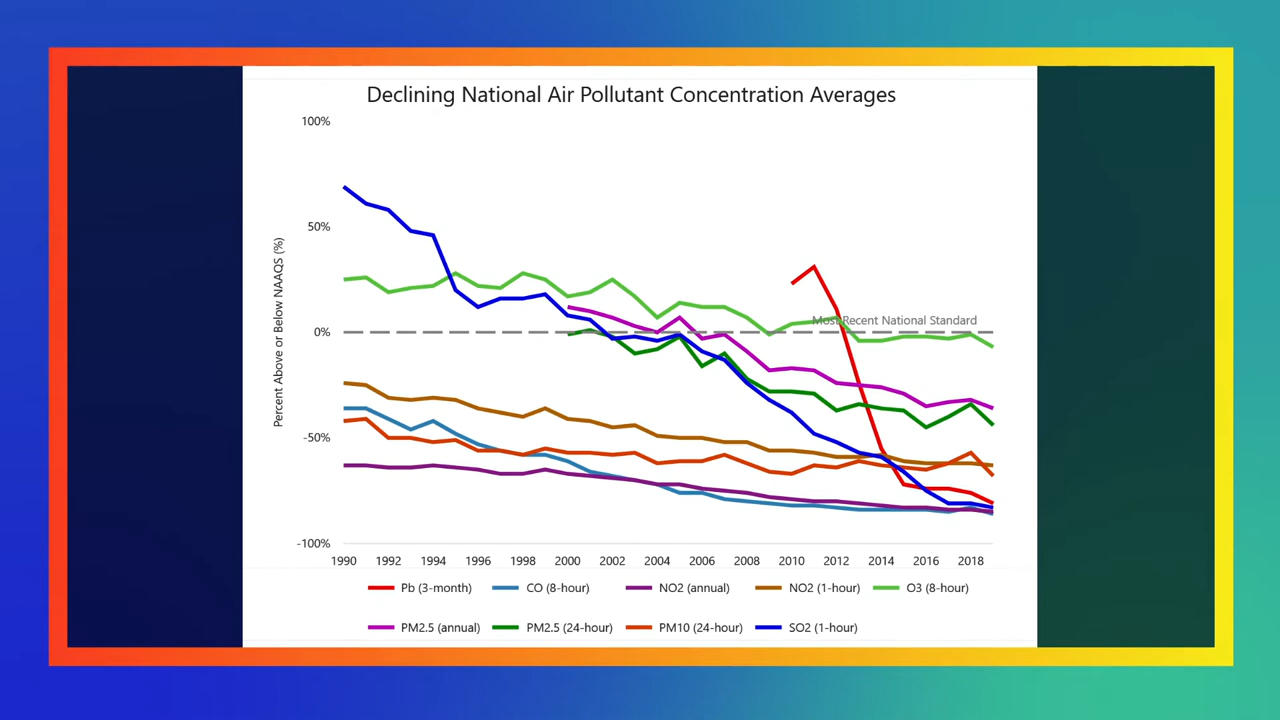 Declining National Air Pollutant Concentration Averages
100%
50%
0%
-50%
-100%
Percent Above or Below NAAQS (%)
Most Recent National Standard
1990 1992 1994 1996 1998 2000 2002 2004 2006 2008 2010 2012 2014 2016 2018
Pb (3-month) CO (8-hour) NO2 (annual) NO2 (1-hour) O3 (8-hour)
PM2.5 (annual) PM2.5 (24-hour) PM10 (24-hour) SO2 (1-hour)